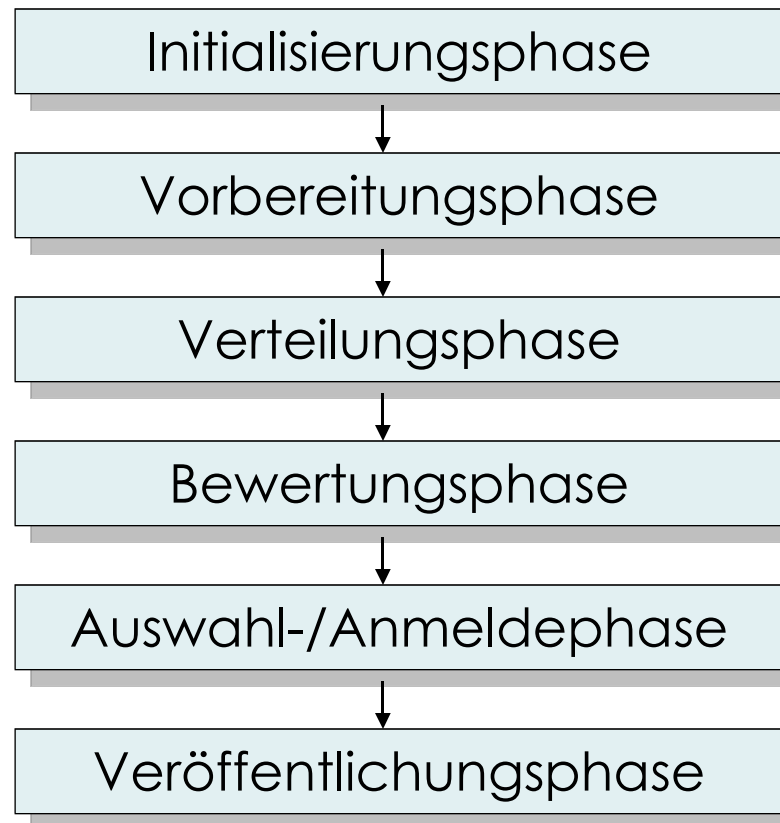 Initialisierungsphase
Vorbereitungsphase
Verteilungsphase
Bewertungsphase
Auswahl-/Anmeldephase
Veröffentlichungsphase